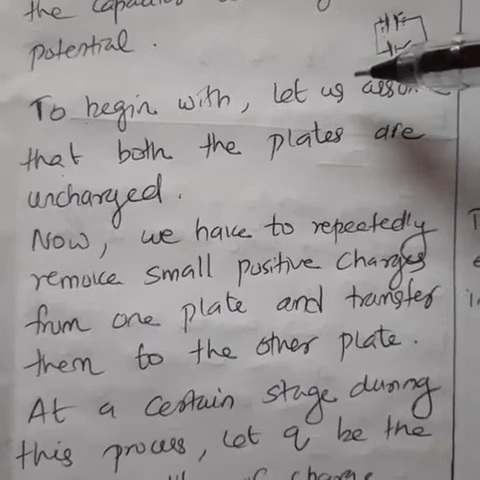 the
potential.
To begin with, let us
that both the plates are
uncharged.
Now, we have to repeatedly
remove small positive charges
from one plate and transfer
them to the other plate.
At a certain stage during
this process, let q be the
charge